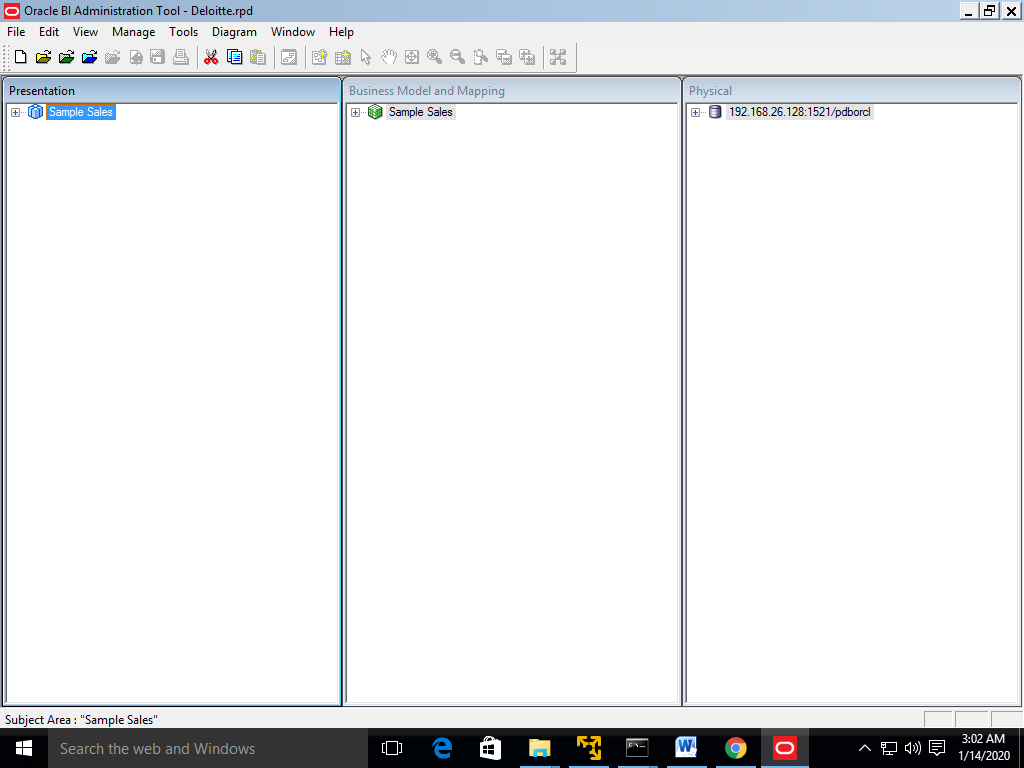 Oracle BI Administration Tool - Deloitte.rpd
File Edit View Manage Tools Diagram Window Help
Presentation
Sample Sales
Business Model and Mapping
Sample Sales
Physical
192.168.26.128:1521/pdborcl
Subject Area : "Sample Sales"
Search the web and Windows
3:02 AM
1/14/2020